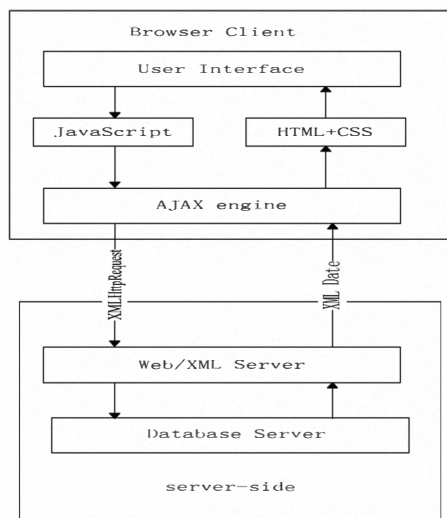 Browser Client
User Interface
JavaScript
HTML+CSS
AJAX engine
XMLHttpRequest
XML Date
Web/XML Server
Database Server
server-side